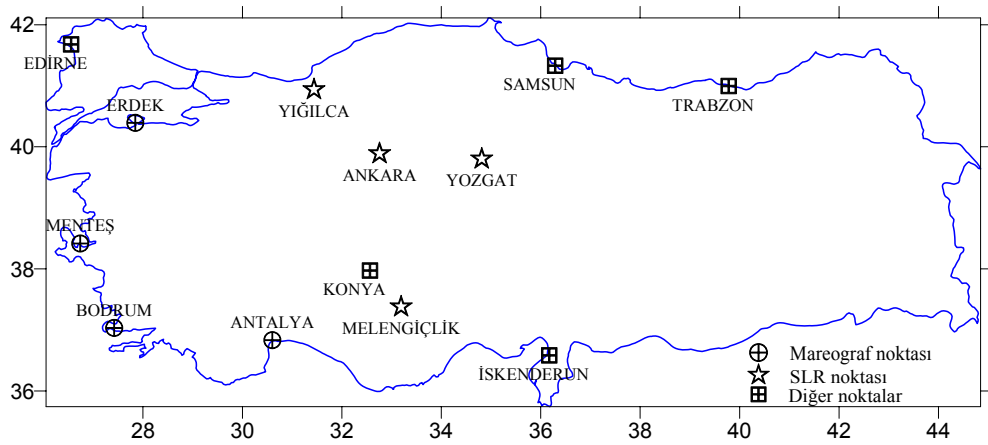 42
40
38
36
EDİRNE
ERDEK
YIĞILCA
SAMSUN
TRABZON
ANKARA
YOZGAT
MENTEŞ
KONYA
MELENGİÇLİK
BODRUM
ANTALYA
İSKENDERUN
Mareograf noktası
SLR noktası
Diğer noktalar
28 30 32 34 36 38 40 42 44